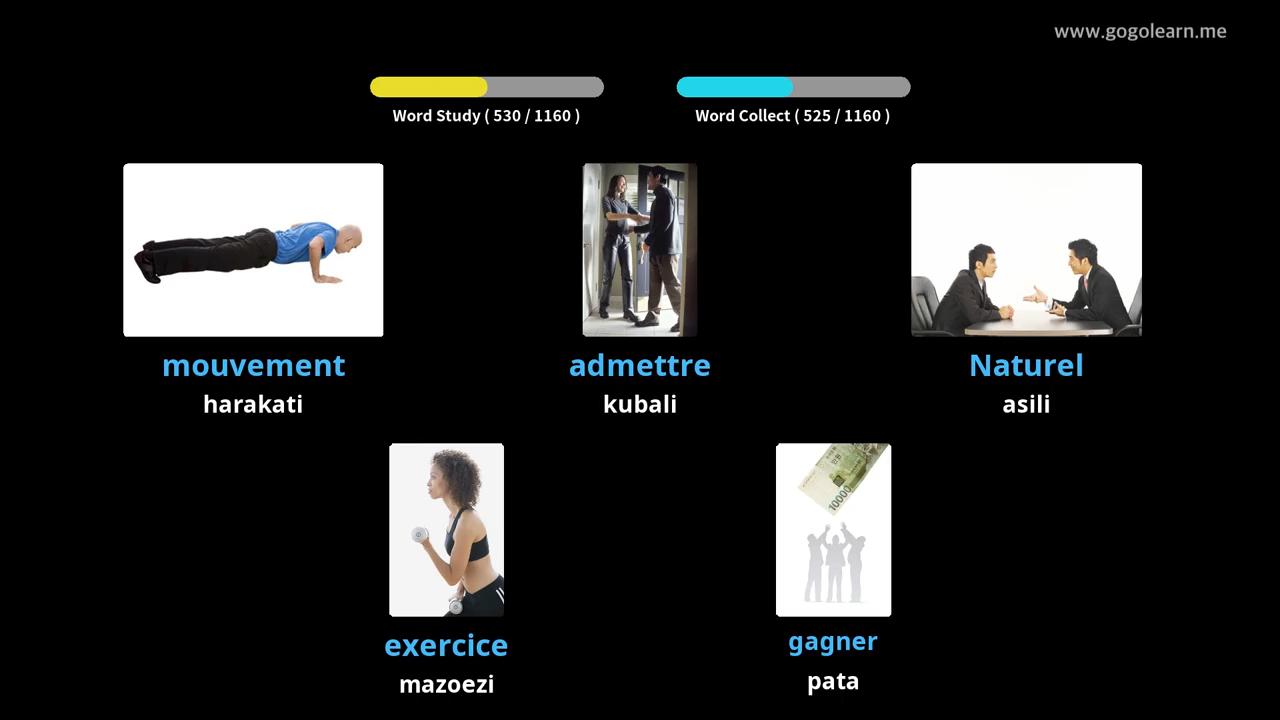 www.gogolearn.me
Word Study ( 530 / 1160 )
Word Collect ( 525 / 1160 )
mouvement
harakati
admettre
kubali
Naturel
asili
exercice
mazoezi
10000
gagner
pata